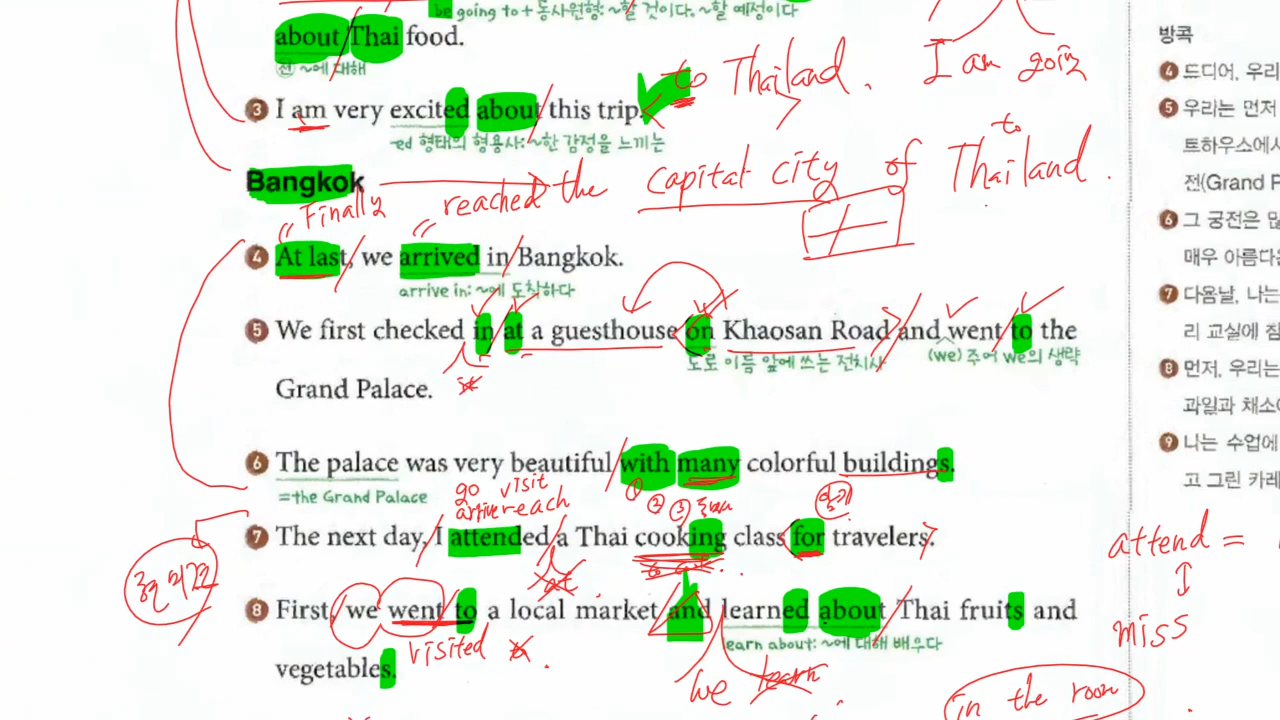 be going to + 동사원형: ~할 것이다, ~할 예정이다
about Thai food.
전 ~에 대해
to Thailand. I am goin
③ I am very excited about this trip.
-ed 형태의 형용사: ~한 감정을 느끼는
to
Bangkok
the capital city of Thailand.
Finally reached
④ At last, we arrived in Bangkok.
arrive in: ~에 도착하다
⑤ We first checked in at a guesthouse on Khaosan Road and went to the
도로 이름 앞에 쓰는 전치사
(we) 주어 we의 생략
Grand Palace.
⑥ The palace was very beautiful with many colorful buildings.
=the Grand Palace
go visit
arrive reach
① ② ③
⑦ The next day, I attended a Thai cooking class for travelers.
at
attend =
miss
⑧ First, we went to a local market and learned about Thai fruits and
visited
learn about: ~에 대해 배우다
vegetables.
we learn
in the room
방콕
④ 드디어, 우리
⑤ 우리는 먼저
트하우스에서
전(Grand P
⑥ 그 궁전은 많
매우 아름다운
⑦ 다음날, 나는
리 교실에 참
⑧ 먼저, 우리는
과일과 채소에
⑨ 나는 수업에
고 그린 카레